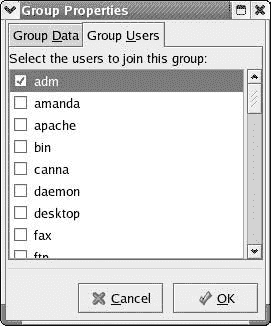 Group Properties
Group Data Group Users
Select the users to join this group:
adm
amanda
apache
bin
canna
daemon
desktop
fax
ftp
Cancel OK